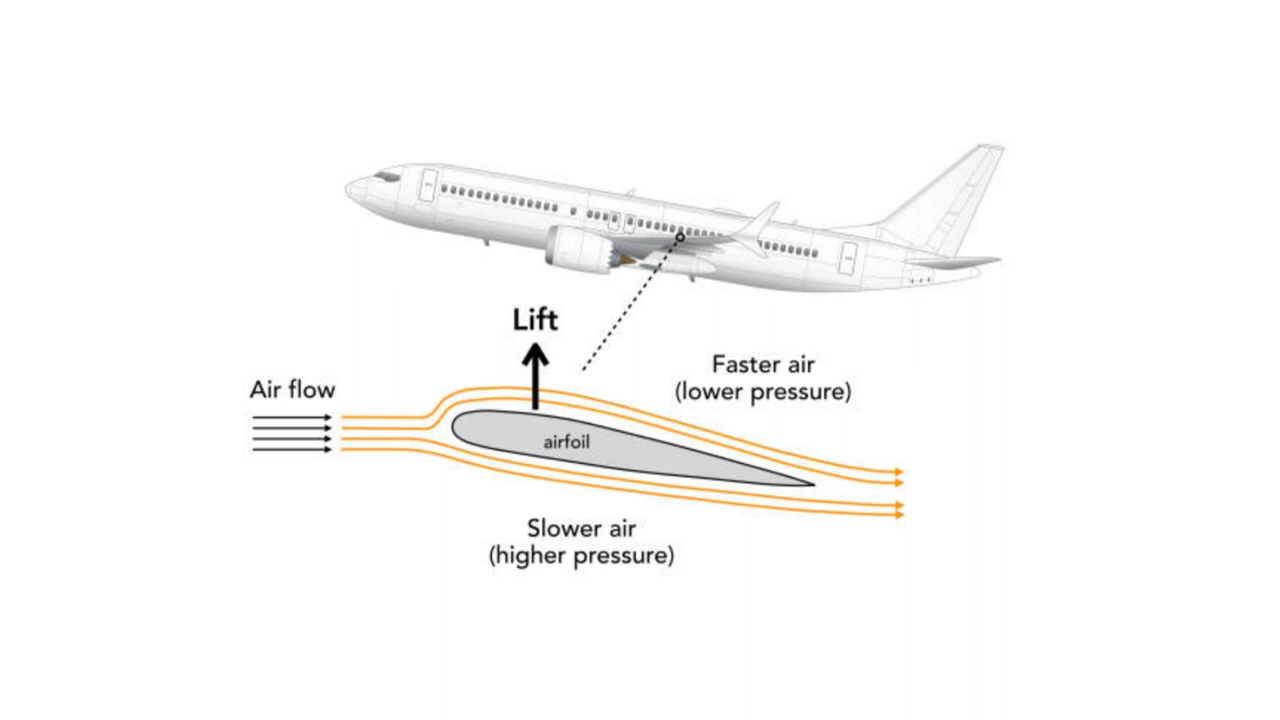 Lift
Air flow
Faster air
(lower pressure)
airfoil
Slower air
(higher pressure)